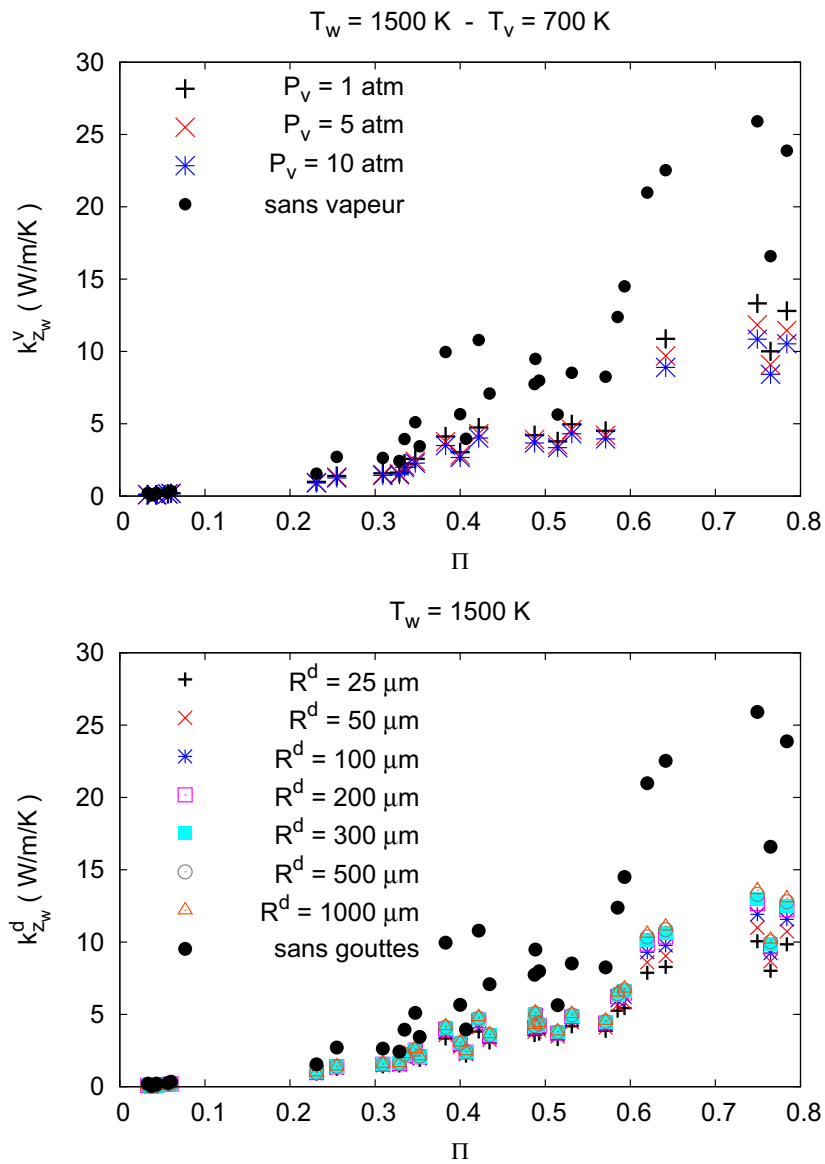 T_w = 1500 K - T_v = 700 K
30
25
20
15
10
5
0
k^v_{z_w} ( W/m/K )
P_v = 1 atm
P_v = 5 atm
P_v = 10 atm
sans vapeur
0 0.1 0.2 0.3 0.4 0.5 0.6 0.7 0.8
Π
T_w = 1500 K
30
25
20
15
10
5
0
k^d_{z_w} ( W/m/K )
R^d = 25 μm
R^d = 50 μm
R^d = 100 μm
R^d = 200 μm
R^d = 300 μm
R^d = 500 μm
R^d = 1000 μm
sans gouttes
0 0.1 0.2 0.3 0.4 0.5 0.6 0.7 0.8
Π